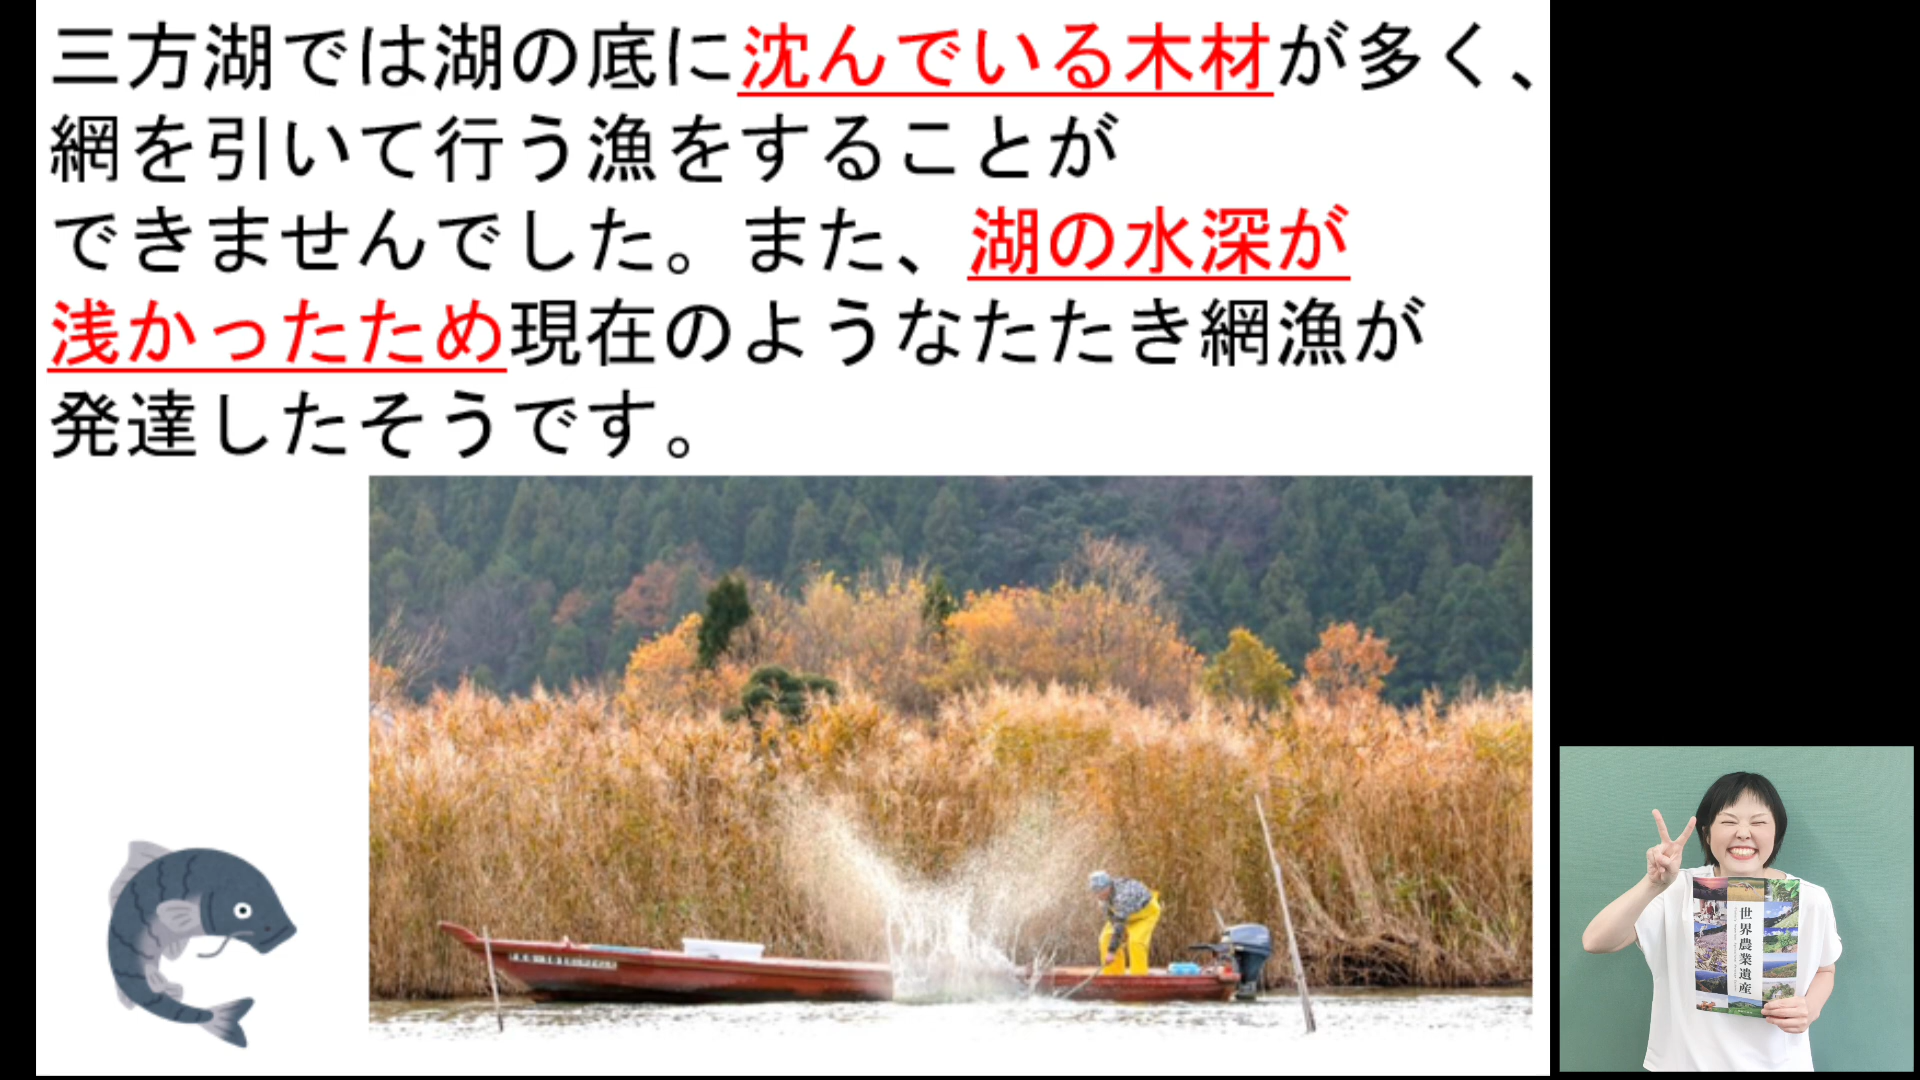 三方湖では湖の底に沈んでいる木材が多く、
網を引いて行う漁をすることが
できませんでした。また、湖の水深が
浅かったため現在のようなたたき網漁が
発達したそうです。
世界農業遺産